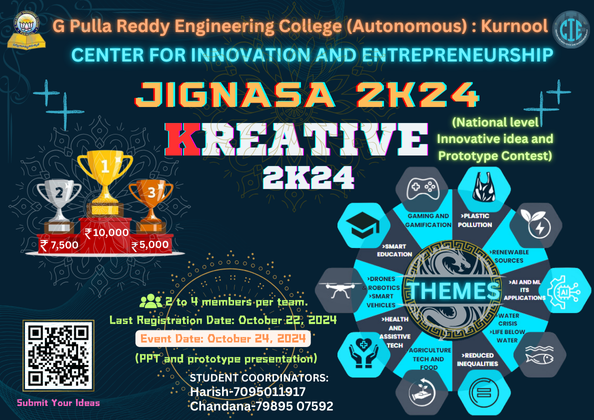 G Pulla Reddy Engineering College (Autonomous) : Kurnool
CIE
CENTER FOR INNOVATION AND ENTREPRENEURSHIP
JIGNASA 2K24
KREATIVE
2K24
(National level
Innovative idea and
Prototype Contest)
1
2
3
₹10,000
₹7,500
₹5,000
GAMING AND
GAMIFICATION
>PLASTIC
POLLUTION
>SMART
EDUCATION
>RENEWABLE
SOURCES
>DRONES
ROBOTICS
>SMART
VEHICLES
THEMES
>AI AND ML
ITS
APPLICATIONS
AI
>HEALTH
AND
ASSISTIVE
TECH
WATER
CRISIS
>LIFE BELOW
WATER
AGRICULTURE
TECH AND
FOOD
>REDUCED
INEQUALITIES
2 to 4 members per team.
Last Registration Date: October 22, 2024
Event Date: October 24, 2024
(PPT and prototype presentation)
STUDENT COORDINATORS:
Harish-7095011917
Chandana-79895 07592
Submit Your Ideas